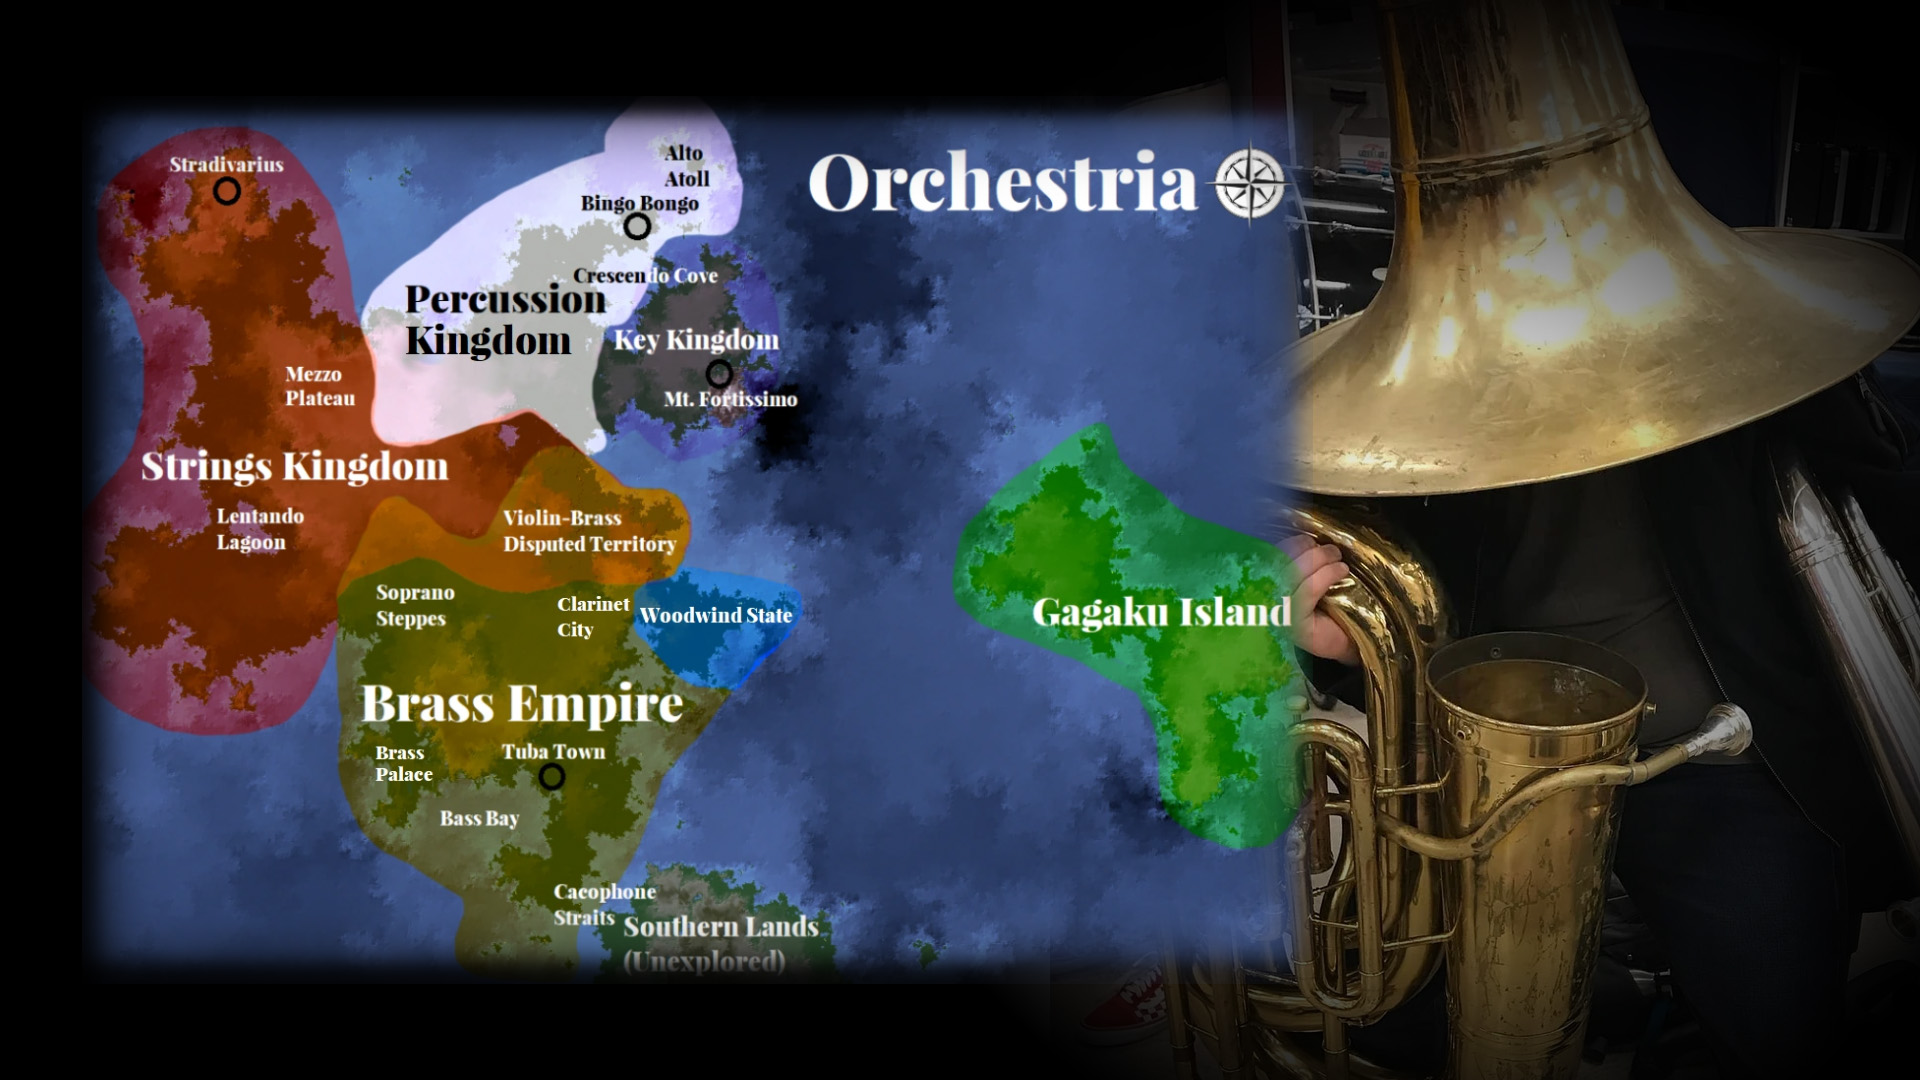 Orchestria
Stradivarius
Alto
Atoll
Bingo Bongo
Crescendo Cove
Percussion
Kingdom
Key Kingdom
Mt. Fortissimo
Mezzo
Plateau
Strings Kingdom
Lentando
Lagoon
Violin-Brass
Disputed Territory
Soprano
Steppes
Clarinet
City
Woodwind State
Gagaku Island
Brass Empire
Brass
Palace
Tuba Town
Bass Bay
Cacophone
Straits
Southern Lands
(Unexplored)